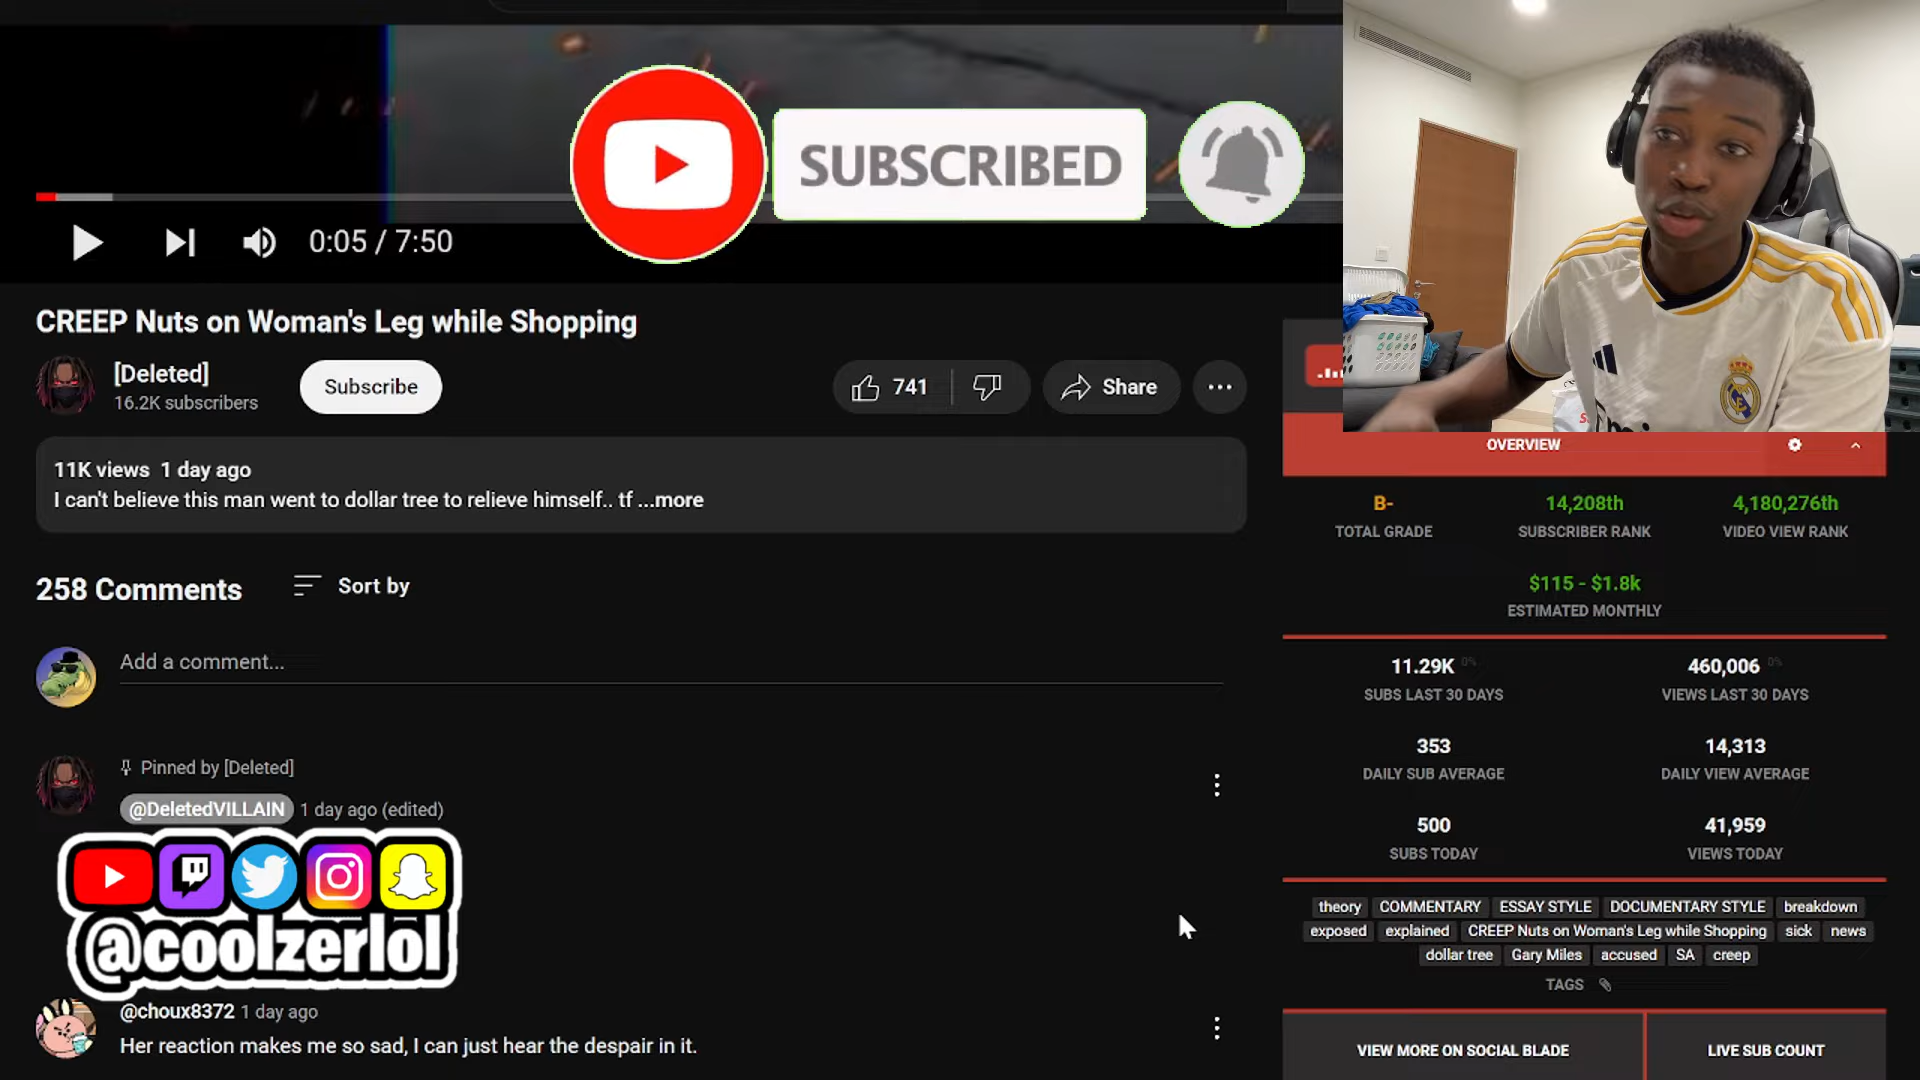 SUBSCRIBED
0:05 / 7:50
CREEP Nuts on Woman's Leg while Shopping
[Deleted]
16.2K subscribers
Subscribe
741
Share
11K views 1 day ago
I can't believe this man went to dollar tree to relieve himself.. tf ...more
258 Comments
Sort by
Add a comment...
Pinned by [Deleted]
@DeletedVILLAIN 1 day ago (edited)
@coolzerlol
@choux8372 1 day ago
Her reaction makes me so sad, I can just hear the despair in it.
OVERVIEW
B- 14,208th 4,180,276th
TOTAL GRADE SUBSCRIBER RANK VIDEO VIEW RANK
$115 - $1.8k
ESTIMATED MONTHLY
11.29K 0% 460,006 0%
SUBS LAST 30 DAYS VIEWS LAST 30 DAYS
353 14,313
DAILY SUB AVERAGE DAILY VIEW AVERAGE
500 41,959
SUBS TODAY VIEWS TODAY
theory COMMENTARY ESSAY STYLE DOCUMENTARY STYLE breakdown
exposed explained CREEP Nuts on Woman's Leg while Shopping sick news
dollar tree Gary Miles accused SA creep
TAGS
VIEW MORE ON SOCIAL BLADE LIVE SUB COUNT